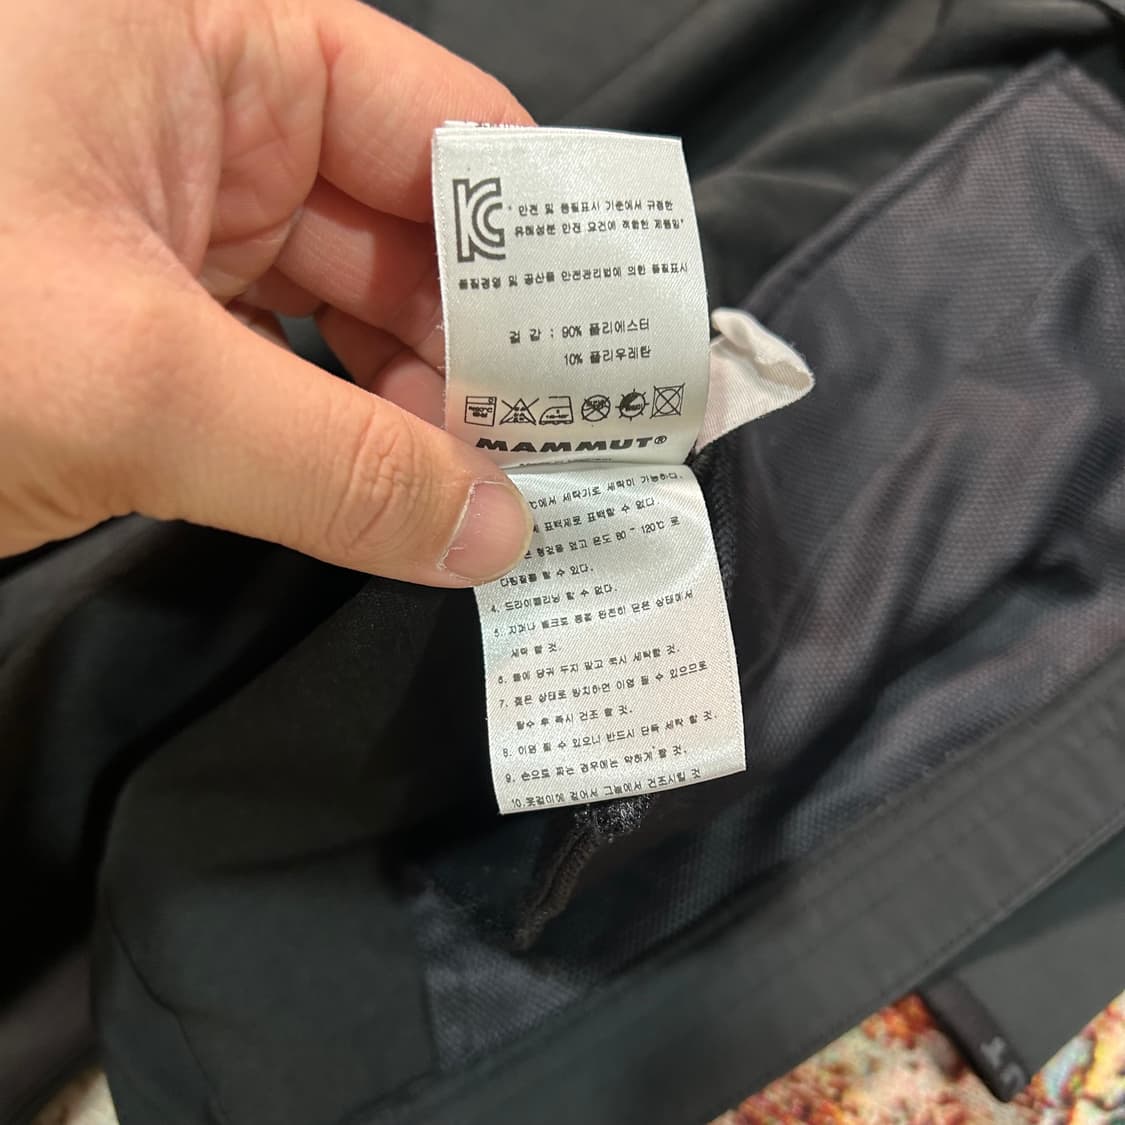 " 안전 및 품질표시 기준에서 규정한
유해성분 안전 요건에 적합한 제품임"
품질경영 및 공산품 안전관리법에 의한 품질표시
겉 감 : 90% 폴리에스터
10% 폴리우레탄
MAMMUT®
℃에서 세탁기로 세탁이 가능하다.
표백제로 표백할 수 없다
헝겊을 덮고 온도 80 ~ 120℃ 로
다림질을 할 수 있다.
4. 드라이클리닝 할 수 없다.
5. 지퍼나 벨크로 등을 완전히 닫은 상태에서
세탁 할 것.
6. 물에 담궈 두지 말고 즉시 세탁할 것.
7. 젖은 상태로 방치하면 이염 될 수 있으므로
탈수 후 즉시 건조 할 것.
8. 이염 될 수 있으니 반드시 단독 세탁 할 것.
9. 손으로 짜는 경우에는 약하게 할 것.
10. 옷걸이에 걸어서 그늘에서 건조시킬 것